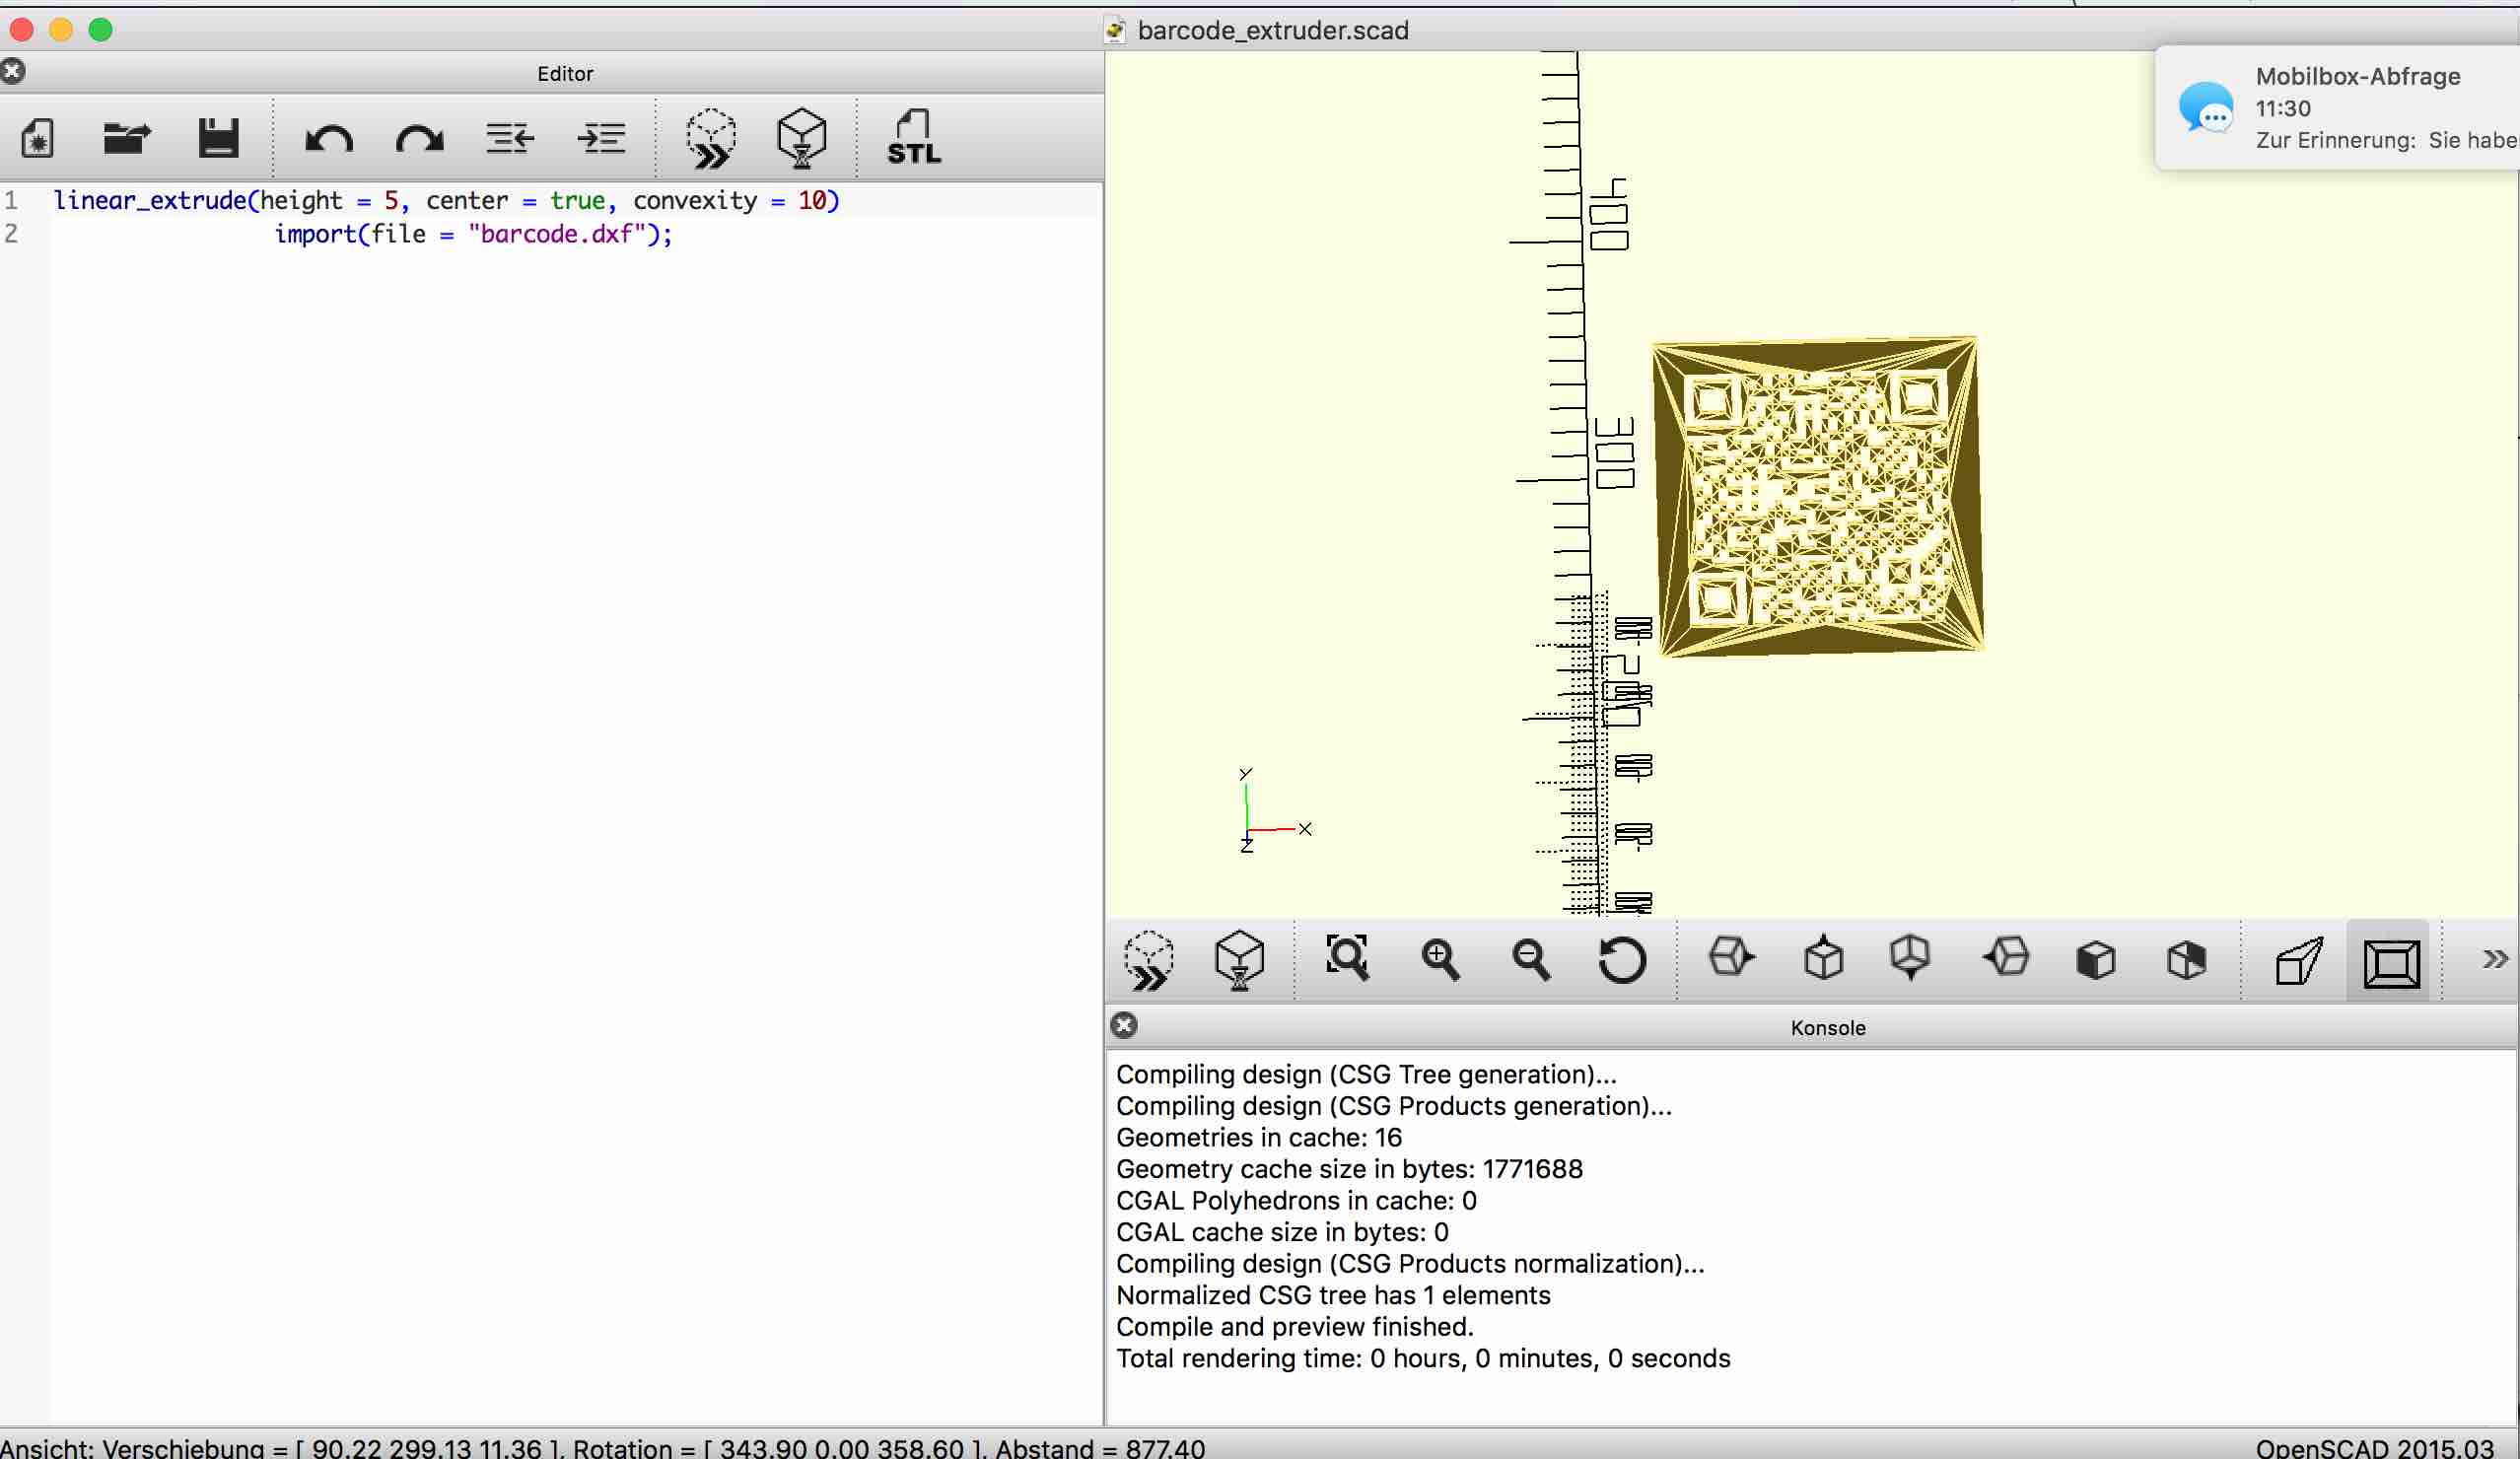 barcode_extruder.scad
Mobilbox-Abfrage
11:30
Zur Erinnerung: Sie habe
Editor
STL
1 linear_extrude(height = 5, center = true, convexity = 10)
2 import(file = "barcode.dxf");
400
300
200
Y
X
Z
Konsole
Compiling design (CSG Tree generation)...
Compiling design (CSG Products generation)...
Geometries in cache: 16
Geometry cache size in bytes: 1771688
CGAL Polyhedrons in cache: 0
CGAL cache size in bytes: 0
Compiling design (CSG Products normalization)...
Normalized CSG tree has 1 elements
Compile and preview finished.
Total rendering time: 0 hours, 0 minutes, 0 seconds
Ansicht: Verschiebung = [ 90.22 299.13 11.36 ], Rotation = [ 343.90 0.00 358.60 ], Abstand = 877.40
OpenSCAD 2015.03